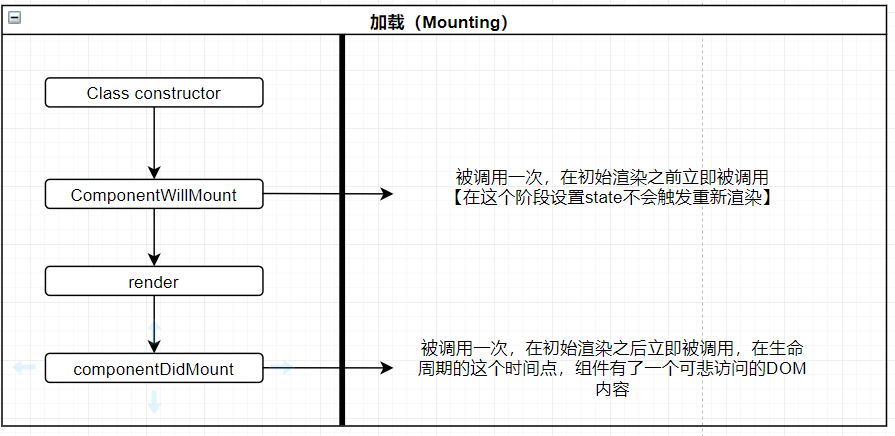 加载（Mounting）
Class constructor
ComponentWillMount
被调用一次，在初始渲染之前立即被调用
【在这个阶段设置state不会触发重新渲染】
render
componentDidMount
被调用一次，在初始渲染之后立即被调用，在生命
周期的这个时间点，组件有了一个可悲访问的DOM
内容